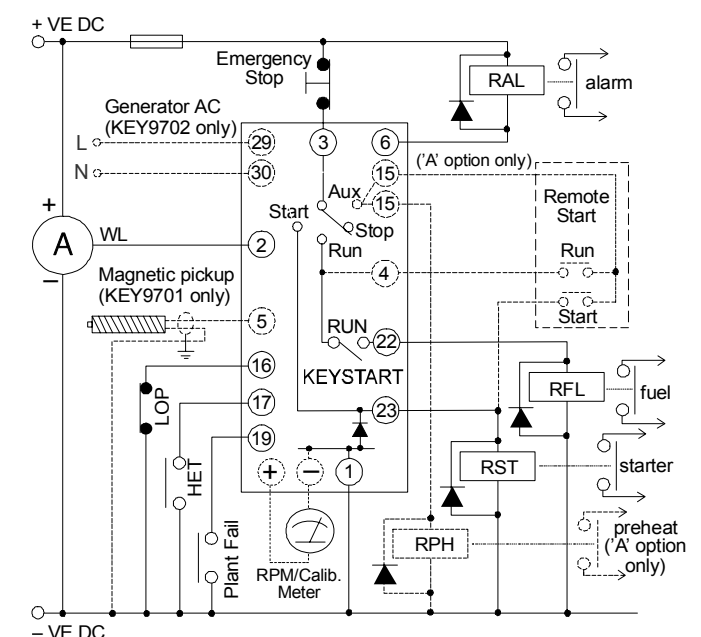 + VE DC
Emergency
Stop
RAL
alarm
Generator AC
(KEY9702 only)
L
N
29
30
3
6
('A' option only)
15
15
Aux
Start
Stop
Run
Remote
Start
Run
Start
+
A
–
WL
2
4
Magnetic pickup
(KEY9701 only)
5
RUN
22
KEYSTART
16
17
19
23
LOP
HET
Plant Fail
RFL
fuel
RST
starter
+
–
1
RPM/Calib.
Meter
RPH
preheat
('A' option
only)
– VE DC